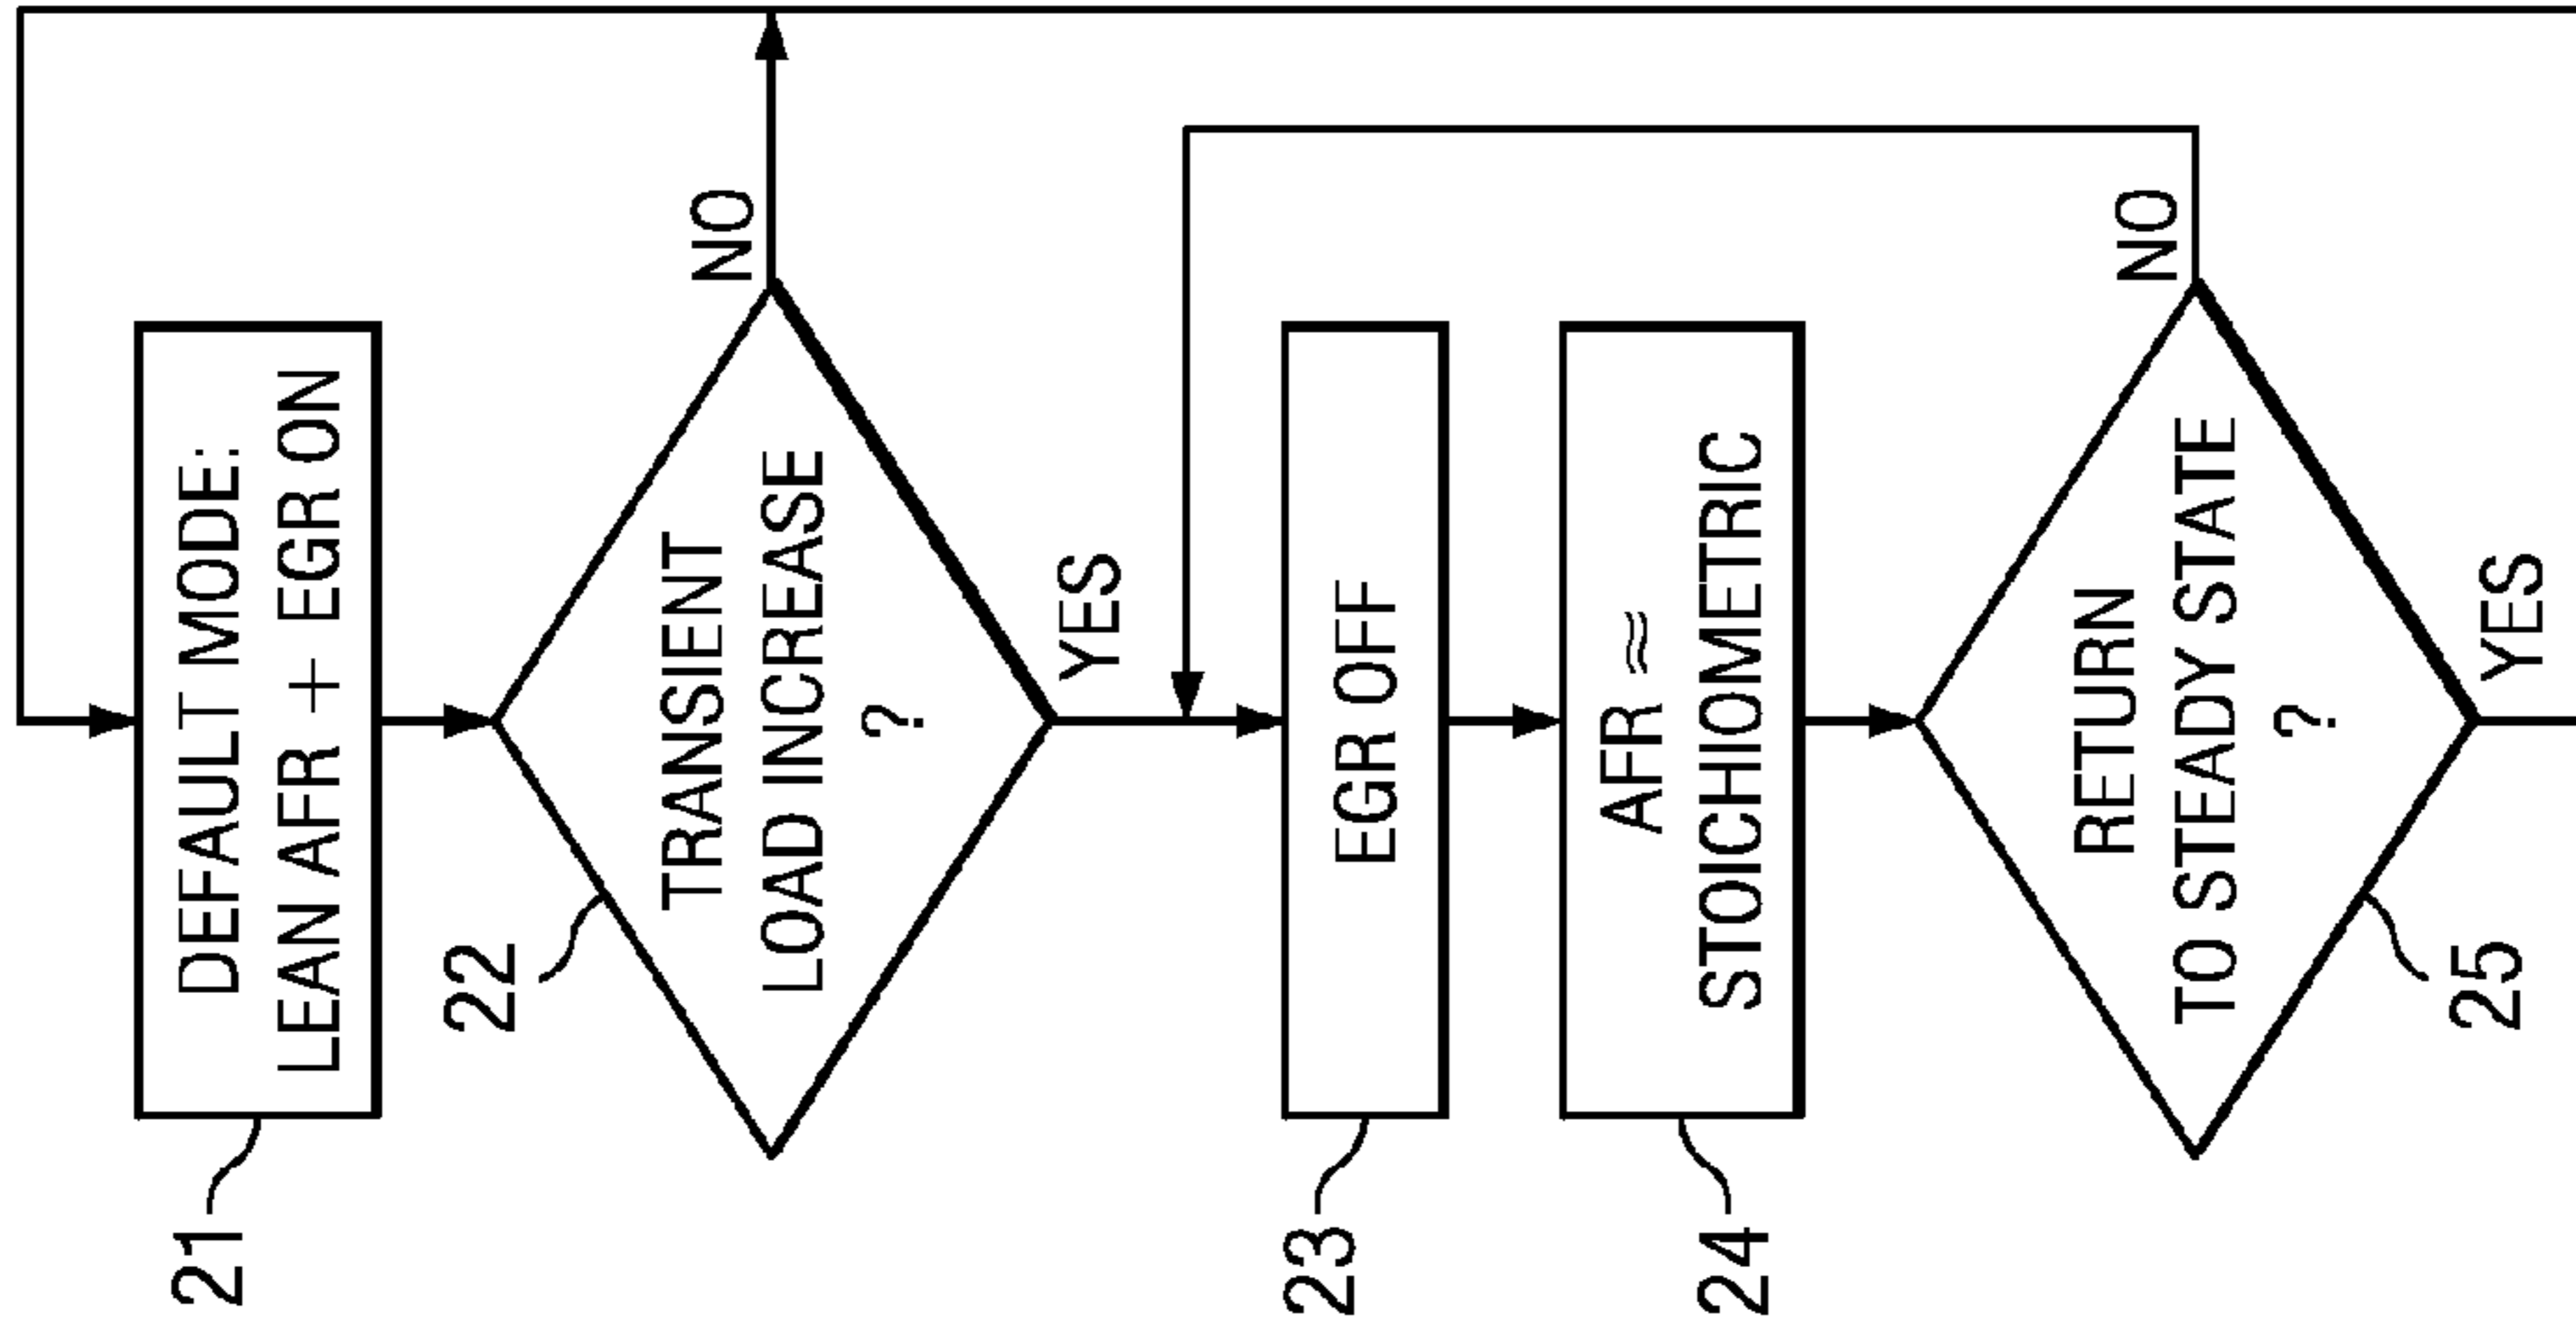 21
DEFAULT MODE:
LEAN AFR + EGR ON
22
TRANSIENT
LOAD INCREASE
?
NO
YES
23
EGR OFF
24
AFR ≈
STOICHIOMETRIC
25
RETURN
TO STEADY STATE
?
NO
YES